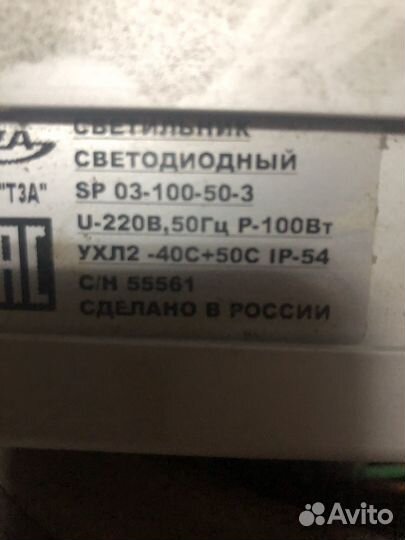 СВЕТИЛЬНИК
СВЕТОДИОДНЫЙ
"ТЗА" SP 03-100-50-3
U-220В,50Гц Р-100Вт
УХЛ2 -40С+50С IP-54
С/Н 55561
СДЕЛАНО В РОССИИ
Avito